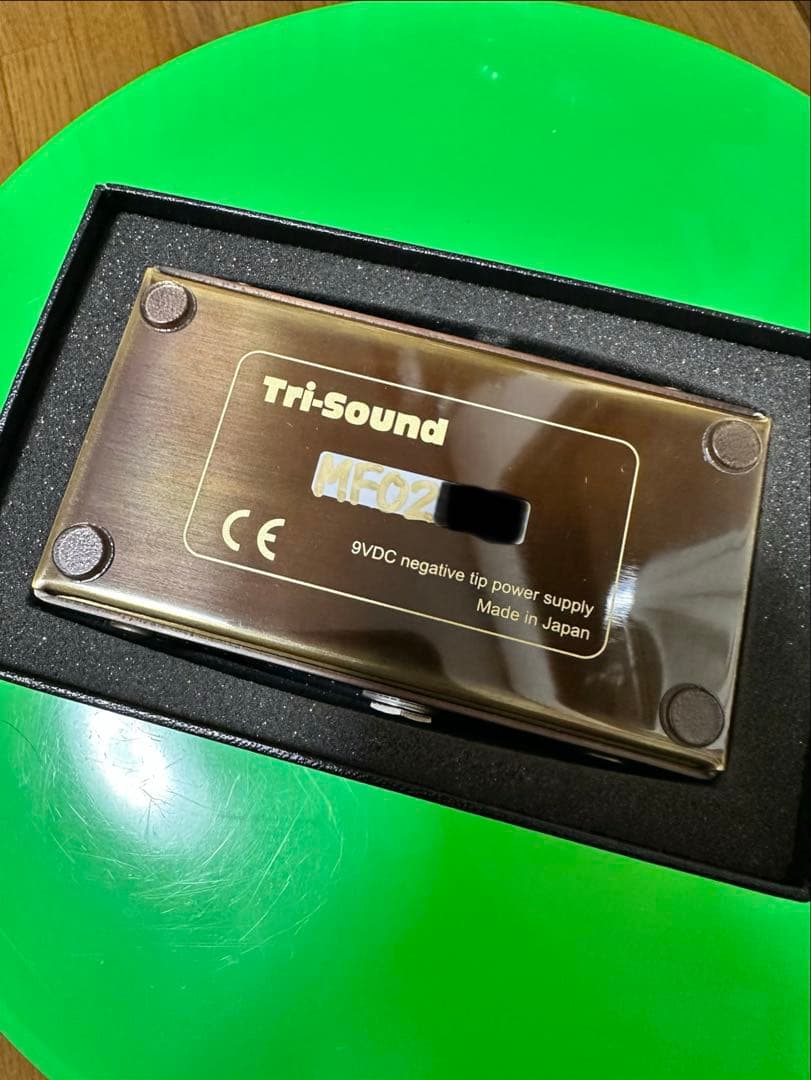 Tri-Sound
MF02
CE
9VDC negative tip power supply
Made in Japan